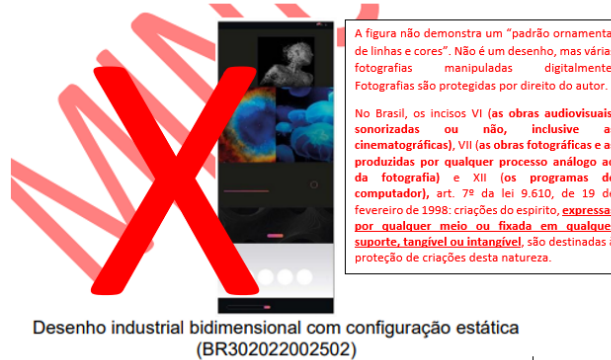 A figura não demonstra um "padrão ornamenta
de linhas e cores". Não é um desenho, mas vária
fotografias manipuladas digitalmente
Fotografias são protegidas por direito do autor.
No Brasil, os incisos VI (as obras audiovisuais
sonorizadas ou não, inclusive a
cinematográficas), VII (as obras fotográficas e a
produzidas por qualquer processo análogo ao
da fotografia) e XII (os programas de
computador), art. 7º da lei 9.610, de 19 de
fevereiro de 1998: criações do espirito, expressa
por qualquer meio ou fixada em qualque
suporte, tangível ou intangível, são destinadas à
proteção de criações desta natureza.
Desenho industrial bidimensional com configuração estática
(BR302022002502)